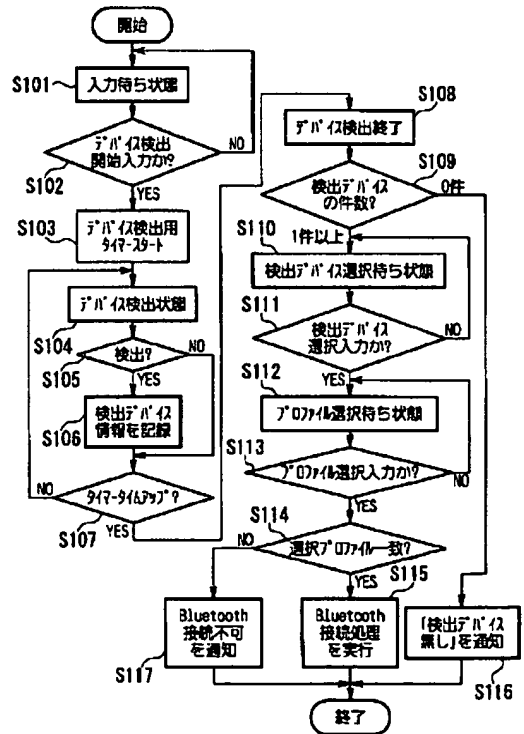 開始
S101
入力待ち状態
デバイス検出
開始入力か?
NO
S102
YES
S103
デバイス検出用
タイマースタート
デバイス検出状態
S104
検出?
NO
S105
YES
S106
検出デバイス
情報を記録
NO
タイマータイムアップ?
S107
YES
S108
デバイス検出終了
S109
検出デバイス
の件数?
0件
S110
1件以上
検出デバイス選択待ち状態
S111
検出デバイス
選択入力か?
NO
S112
YES
プロファイル選択待ち状態
S113
プロファイル選択入力か?
NO
S114
YES
NO
選択プロファイル一致?
YES
S115
Bluetooth
接続不可
を通知
S117
Bluetooth
接続処理
を実行
「検出デバイス
無し」を通知
S116
終了